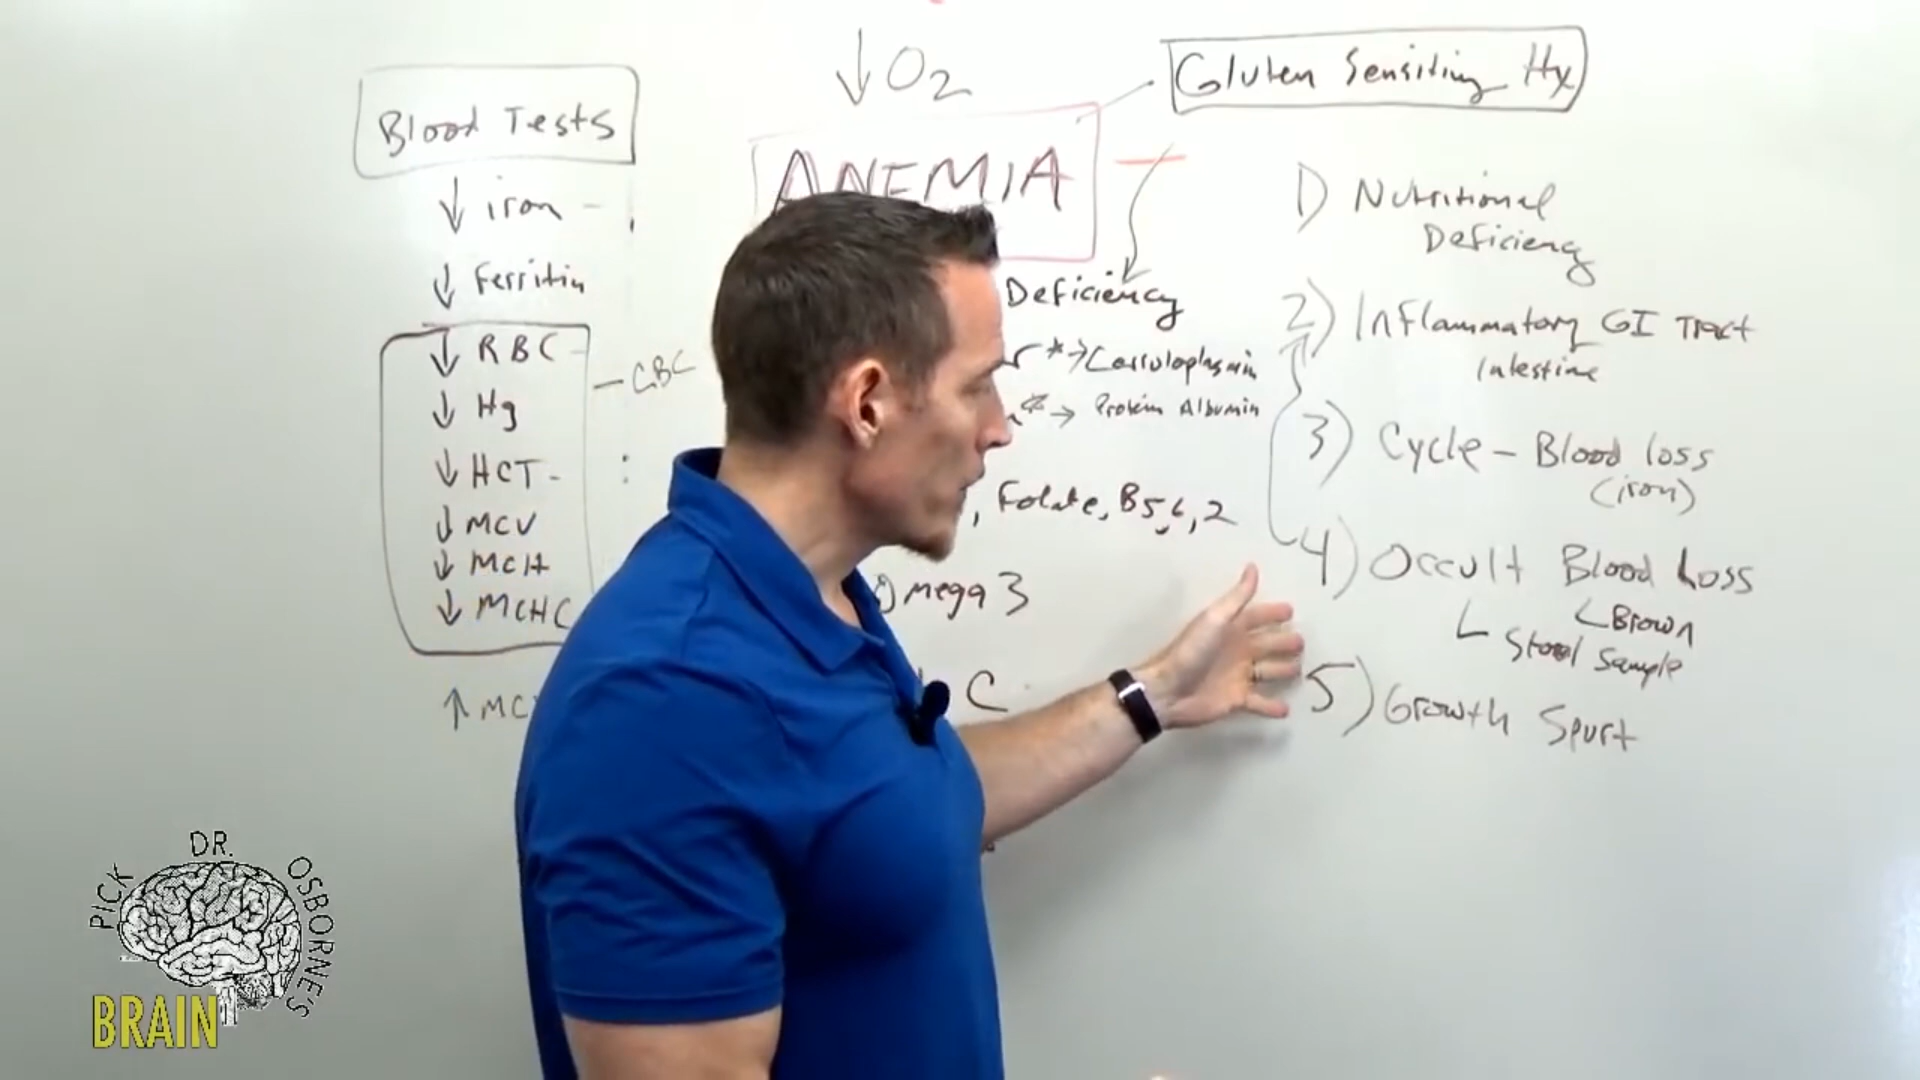 ↓ O2
Gluten Sensitivity Hx
Blood Tests
ANEMIA
↓ iron -
↓ Ferritin
↓ RBC -
↓ Hg
↓ HCT -
↓ MCV
↓ MCH
↓ MCHC
- CBC
↑ MC
Deficiency
r * → Ceruloplasmin
n * → Protein Albumin
, Folate, B5,6,2
Omega 3
C
1) Nutritional
Deficiency
2) Inflammatory GI Tract
Intestine
3) Cycle - Blood loss
(iron)
4) Occult Blood Loss
Brown
Stool Sample
5) Growth Spurt
PICK DR. OSBORNE'S
BRAIN